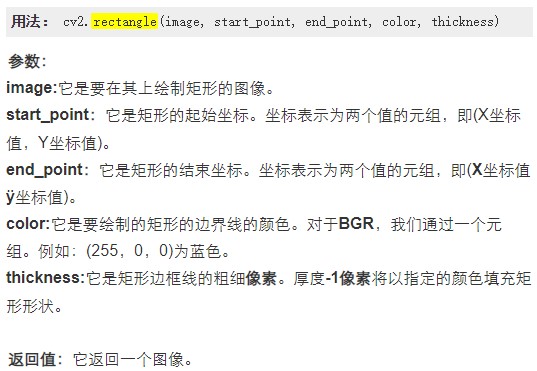 用法： cv2.rectangle(image, start_point, end_point, color, thickness)
参数：
image:它是要在其上绘制矩形的图像。
start_point：它是矩形的起始坐标。坐标表示为两个值的元组，即(X坐标
值，Y坐标值)。
end_point：它是矩形的结束坐标。坐标表示为两个值的元组，即(X坐标值
ÿ坐标值)。
color:它是要绘制的矩形的边界线的颜色。对于BGR，我们通过一个元
组。例如：(255，0，0)为蓝色。
thickness:它是矩形边框线的粗细像素。厚度-1像素将以指定的颜色填充矩
形形状。
返回值：它返回一个图像。